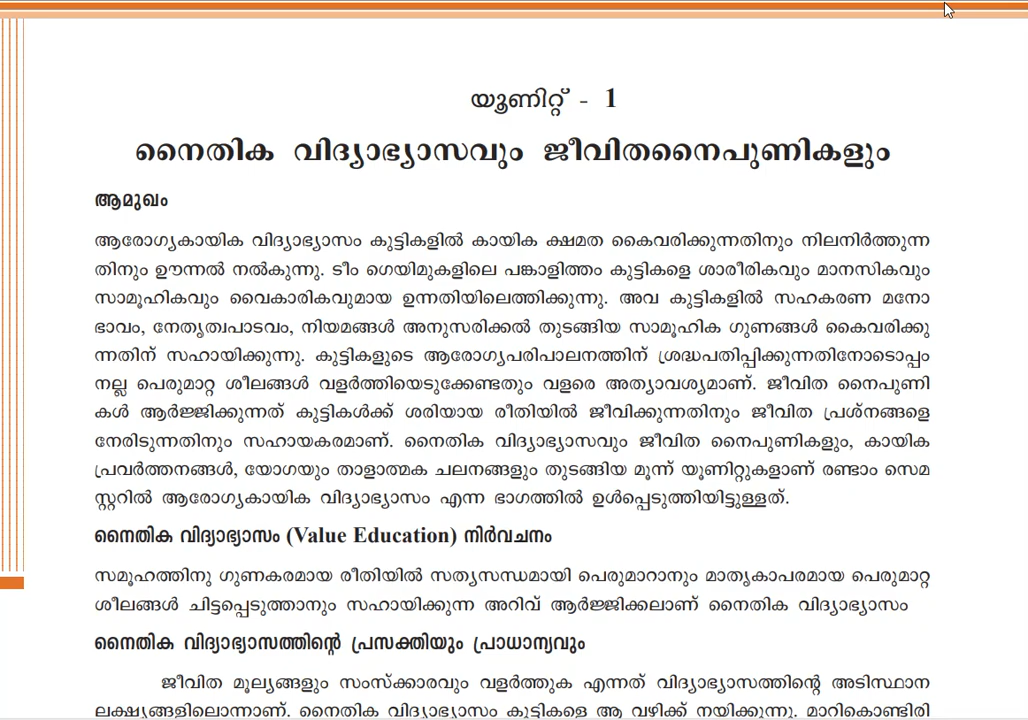 യൂണിറ്റ് - 1
നൈതിക വിദ്യാഭ്യാസവും ജീവിതനൈപുണികളും
ആമുഖം
ആരോഗ്യകായിക വിദ്യാഭ്യാസം കുട്ടികളിൽ കായിക ക്ഷമത കൈവരിക്കുന്നതിനും നിലനിർത്തുന്ന
തിനും ഊന്നൽ നൽകുന്നു. ടീം ഗെയിമുകളിലെ പങ്കാളിത്തം കുട്ടികളെ ശാരീരികവും മാനസികവും
സാമൂഹികവും വൈകാരികവുമായ ഉന്നതിയിലെത്തിക്കുന്നു. അവ കുട്ടികളിൽ സഹകരണ മനോ
ഭാവം, നേതൃത്വപാടവം, നിയമങ്ങൾ അനുസരിക്കൽ തുടങ്ങിയ സാമൂഹിക ഗുണങ്ങൾ കൈവരിക്കു
ന്നതിന് സഹായിക്കുന്നു. കുട്ടികളുടെ ആരോഗ്യപരിപാലനത്തിന് ശ്രദ്ധപതിപ്പിക്കുന്നതിനോടൊപ്പം
നല്ല പെരുമാറ്റ ശീലങ്ങൾ വളർത്തിയെടുക്കേണ്ടതും വളരെ അത്യാവശ്യമാണ്. ജീവിത നൈപുണി
കൾ ആർജ്ജിക്കുന്നത് കുട്ടികൾക്ക് ശരിയായ രീതിയിൽ ജീവിക്കുന്നതിനും ജീവിത പ്രശ്നങ്ങളെ
നേരിടുന്നതിനും സഹായകരമാണ്. നൈതിക വിദ്യാഭ്യാസവും ജീവിത നൈപുണികളും, കായിക
പ്രവർത്തനങ്ങൾ, യോഗയും താളാത്മക ചലനങ്ങളും തുടങ്ങിയ മൂന്ന് യൂണിറ്റുകളാണ് രണ്ടാം സെമ
സ്റ്ററിൽ ആരോഗ്യകായിക വിദ്യാഭ്യാസം എന്ന ഭാഗത്തിൽ ഉൾപ്പെടുത്തിയിട്ടുള്ളത്.
നൈതിക വിദ്യാഭ്യാസം (Value Education) നിർവചനം
സമൂഹത്തിനു ഗുണകരമായ രീതിയിൽ സത്യസന്ധമായി പെരുമാറാനും മാതൃകാപരമായ പെരുമാറ്റ
ശീലങ്ങൾ ചിട്ടപ്പെടുത്താനും സഹായിക്കുന്ന അറിവ് ആർജ്ജിക്കലാണ് നൈതിക വിദ്യാഭ്യാസം
നൈതിക വിദ്യാഭ്യാസത്തിന്റെ പ്രസക്തിയും പ്രാധാന്യവും
ജീവിത മൂല്യങ്ങളും സംസ്ക്കാരവും വളർത്തുക എന്നത് വിദ്യാഭ്യാസത്തിന്റെ അടിസ്ഥാന
ലക്ഷ്യങ്ങളിലൊന്നാണ്. നൈതിക വിദ്യാഭ്യാസം കുട്ടികളെ ആ വഴിക്ക് നയിക്കുന്നു. മാറികൊണ്ടിരി